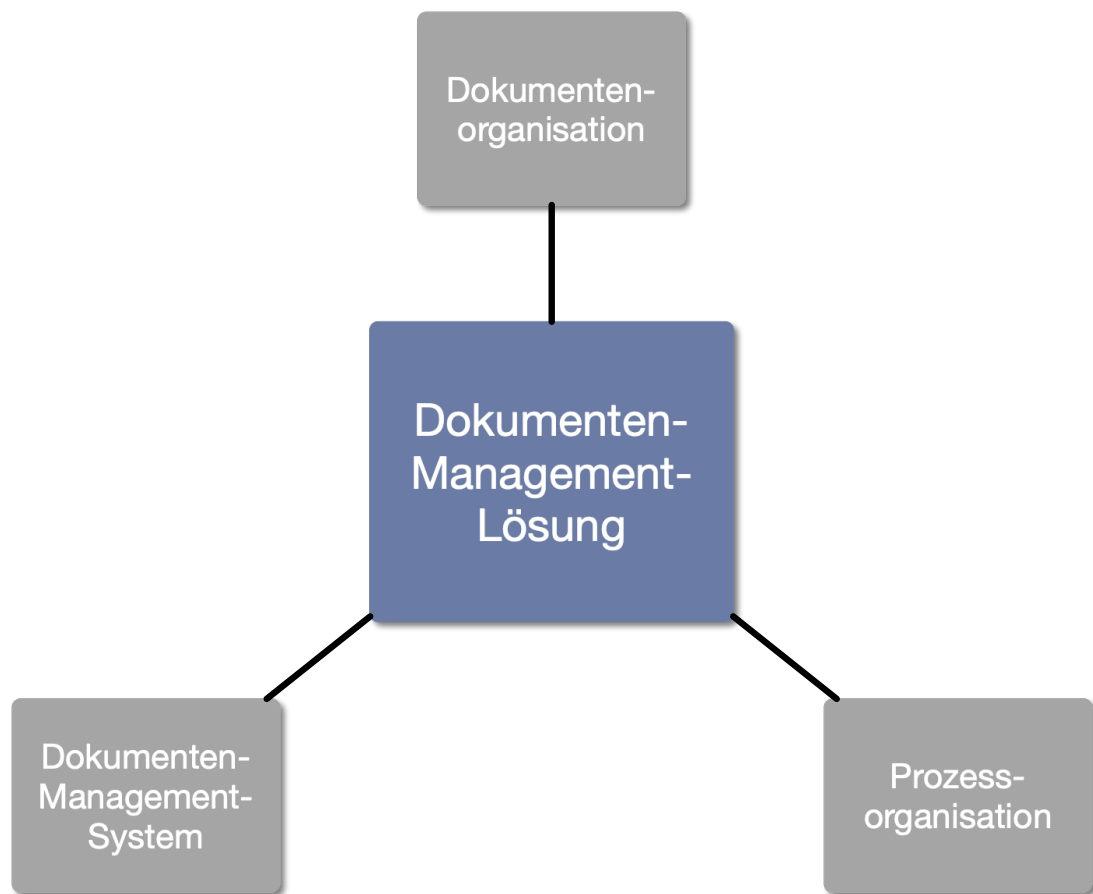 Dokumenten-
organisation
Dokumenten-
Management-
Lösung
Dokumenten-
Management-
System
Prozess-
organisation